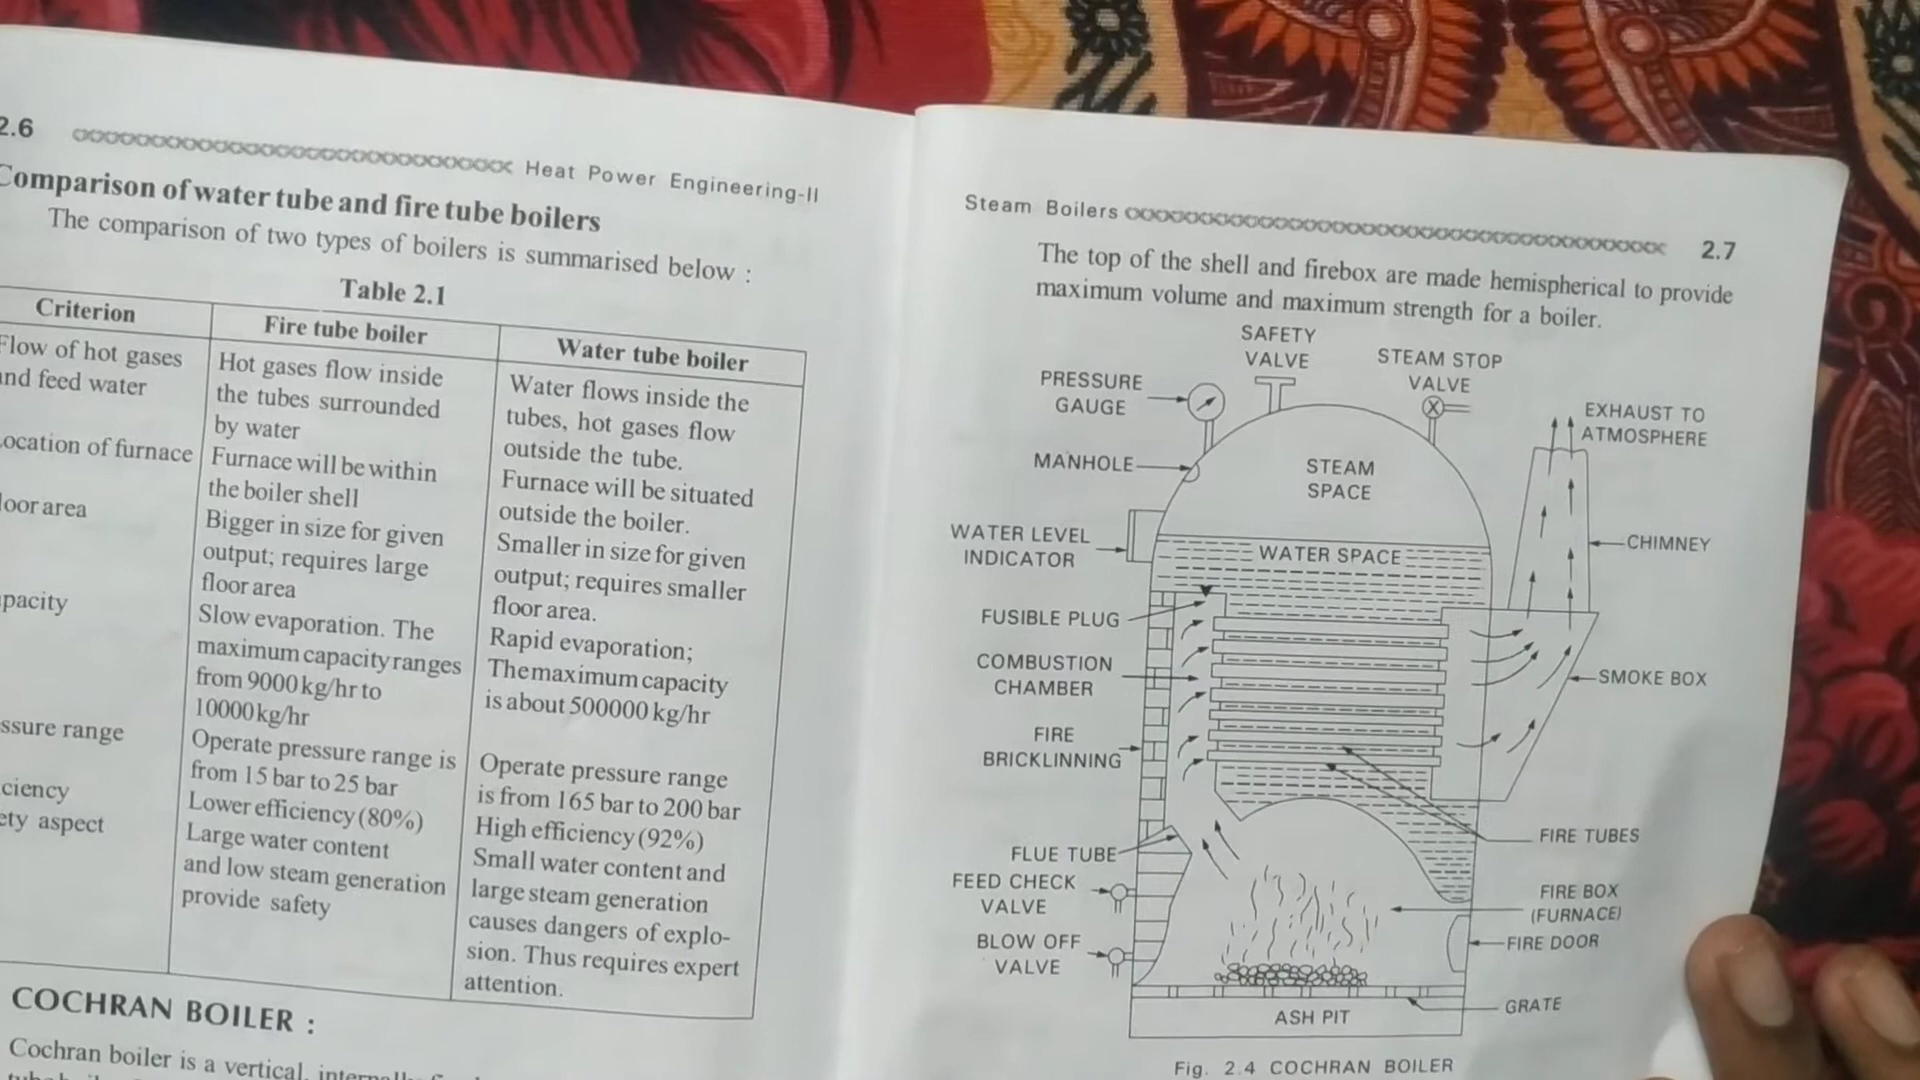 2.6
Heat Power Engineering-II
Comparison of water tube and fire tube boilers
The comparison of two types of boilers is summarised below :
Table 2.1
Criterion
Fire tube boiler
Water tube boiler
Flow of hot gases
and feed water
Hot gases flow inside
the tubes surrounded
by water
Water flows inside the
tubes, hot gases flow
outside the tube.
Location of furnace
Furnace will be within
the boiler shell
Furnace will be situated
outside the boiler.
loor area
Bigger in size for given
output; requires large
floor area
Smaller in size for given
output; requires smaller
floor area.
pacity
Slow evaporation. The
maximum capacity ranges
from 9000 kg/hr to
10000 kg/hr
Rapid evaporation;
The maximum capacity
is about 500000 kg/hr
ssure range
Operate pressure range is
from 15 bar to 25 bar
Operate pressure range
is from 165 bar to 200 bar
ciency
Lower efficiency (80%)
High efficiency (92%)
ety aspect
Large water content
and low steam generation
provide safety
Small water content and
large steam generation
causes dangers of explo-
sion. Thus requires expert
attention.
COCHRAN BOILER :
Cochran boiler is a vertical,
Steam Boilers
2.7
The top of the shell and firebox are made hemispherical to provide
maximum volume and maximum strength for a boiler.
SAFETY
VALVE
STEAM STOP
VALVE
PRESSURE
GAUGE
EXHAUST TO
ATMOSPHERE
MANHOLE
STEAM
SPACE
WATER LEVEL
INDICATOR
WATER SPACE
CHIMNEY
FUSIBLE PLUG
COMBUSTION
CHAMBER
SMOKE BOX
FIRE
BRICKLINNING
FIRE TUBES
FLUE TUBE
FEED CHECK
VALVE
FIRE BOX
(FURNACE)
FIRE DOOR
BLOW OFF
VALVE
GRATE
ASH PIT
Fig. 2.4 COCHRAN BOILER